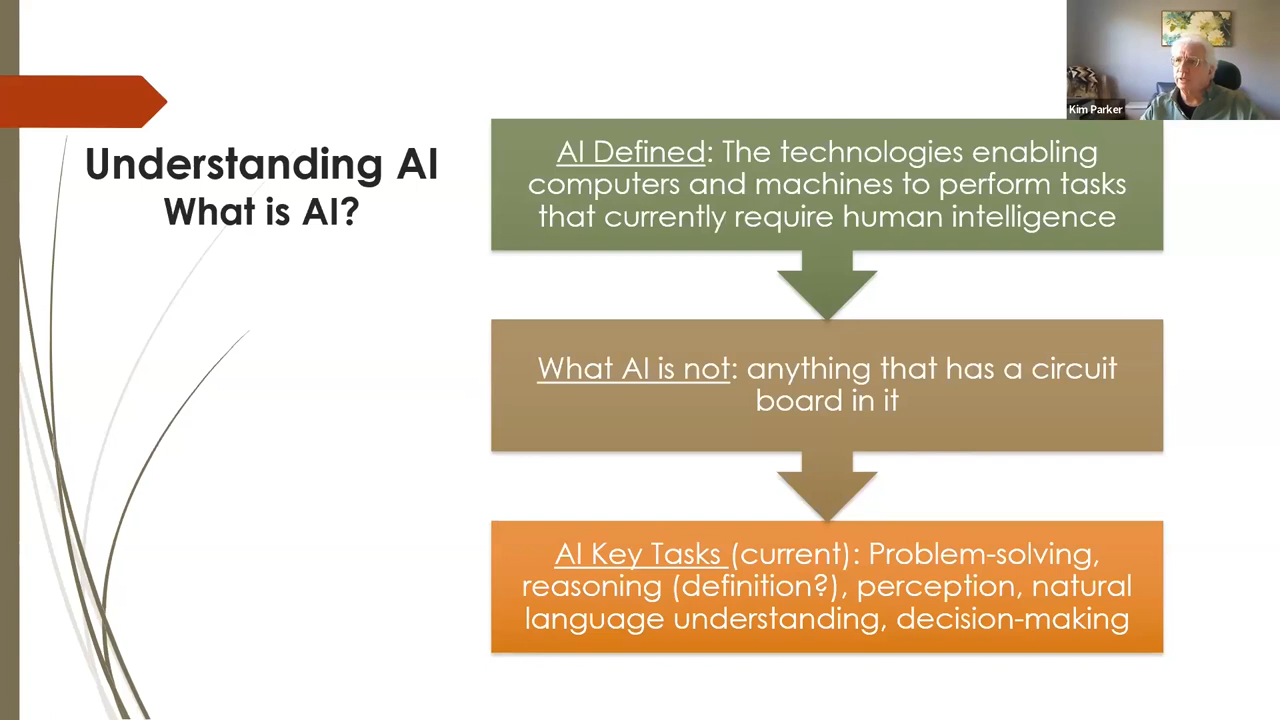 Kim Parker
Understanding AI
What is AI?
AI Defined: The technologies enabling
computers and machines to perform tasks
that currently require human intelligence
What AI is not: anything that has a circuit
board in it
AI Key Tasks (current): Problem-solving,
reasoning (definition?), perception, natural
language understanding, decision-making